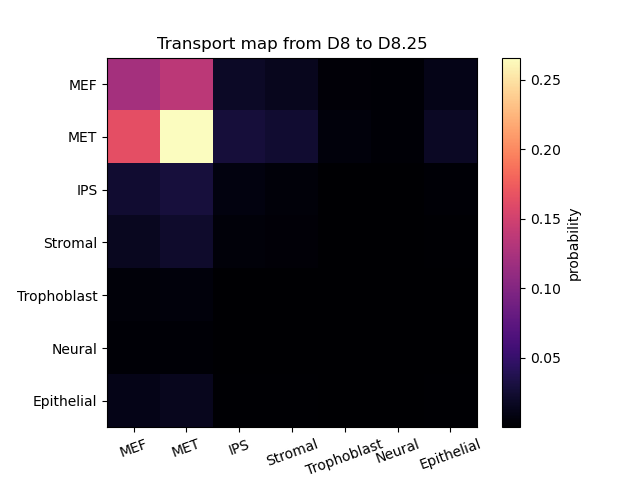 Transport map from D8 to D8.25
MEF
MET
IPS
Stromal
Trophoblast
Neural
Epithelial
MEF
MET
IPS
Stromal
Trophoblast
Neural
Epithelial
0.25
0.20
0.15
0.10
0.05
probability